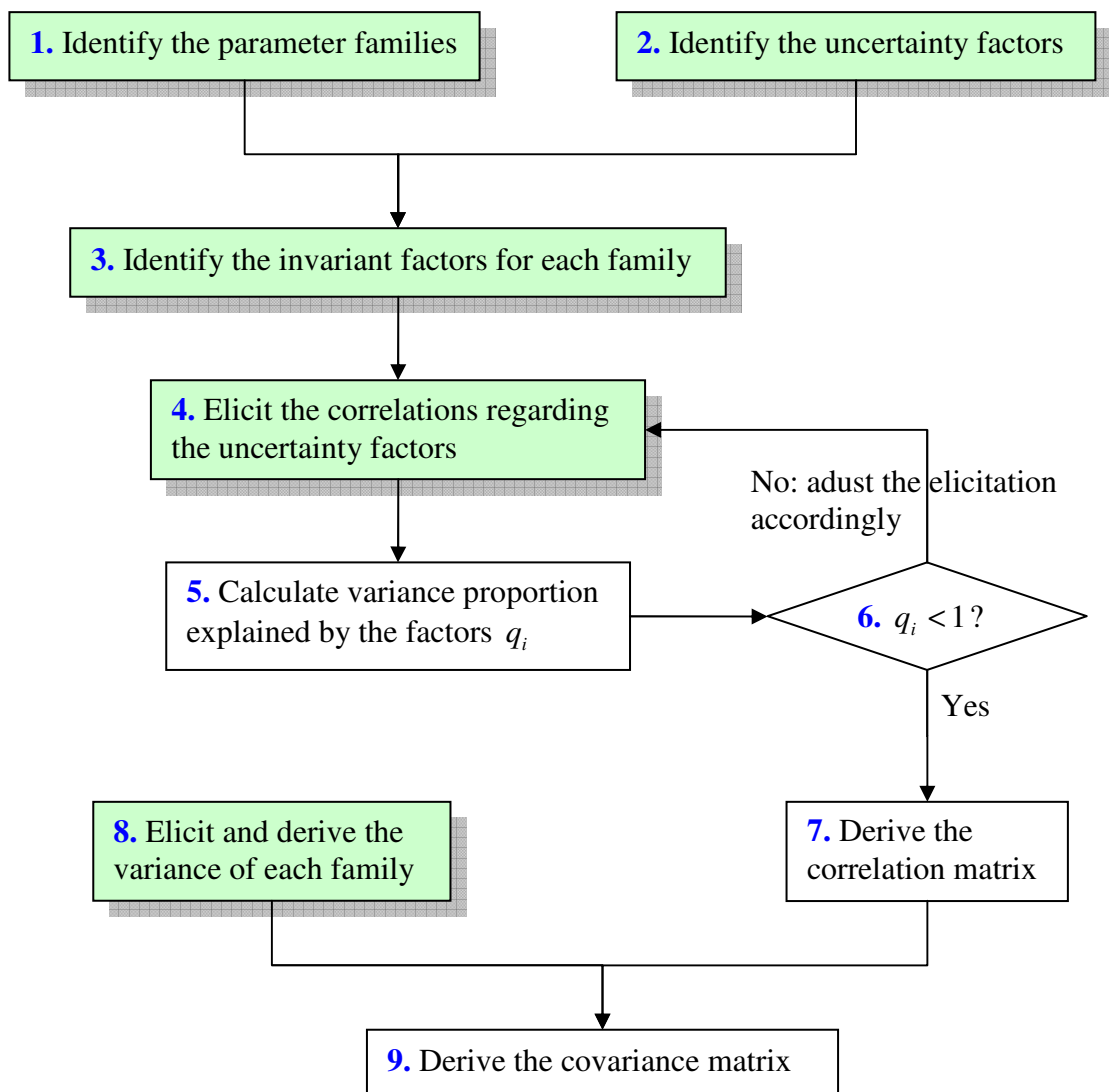 1. Identify the parameter families
2. Identify the uncertainty factors
3. Identify the invariant factors for each family
4. Elicit the correlations regarding
the uncertainty factors
No: adust the elicitation
accordingly
5. Calculate variance proportion
explained by the factors q_i
6. q_i < 1?
Yes
8. Elicit and derive the
variance of each family
7. Derive the
correlation matrix
9. Derive the covariance matrix